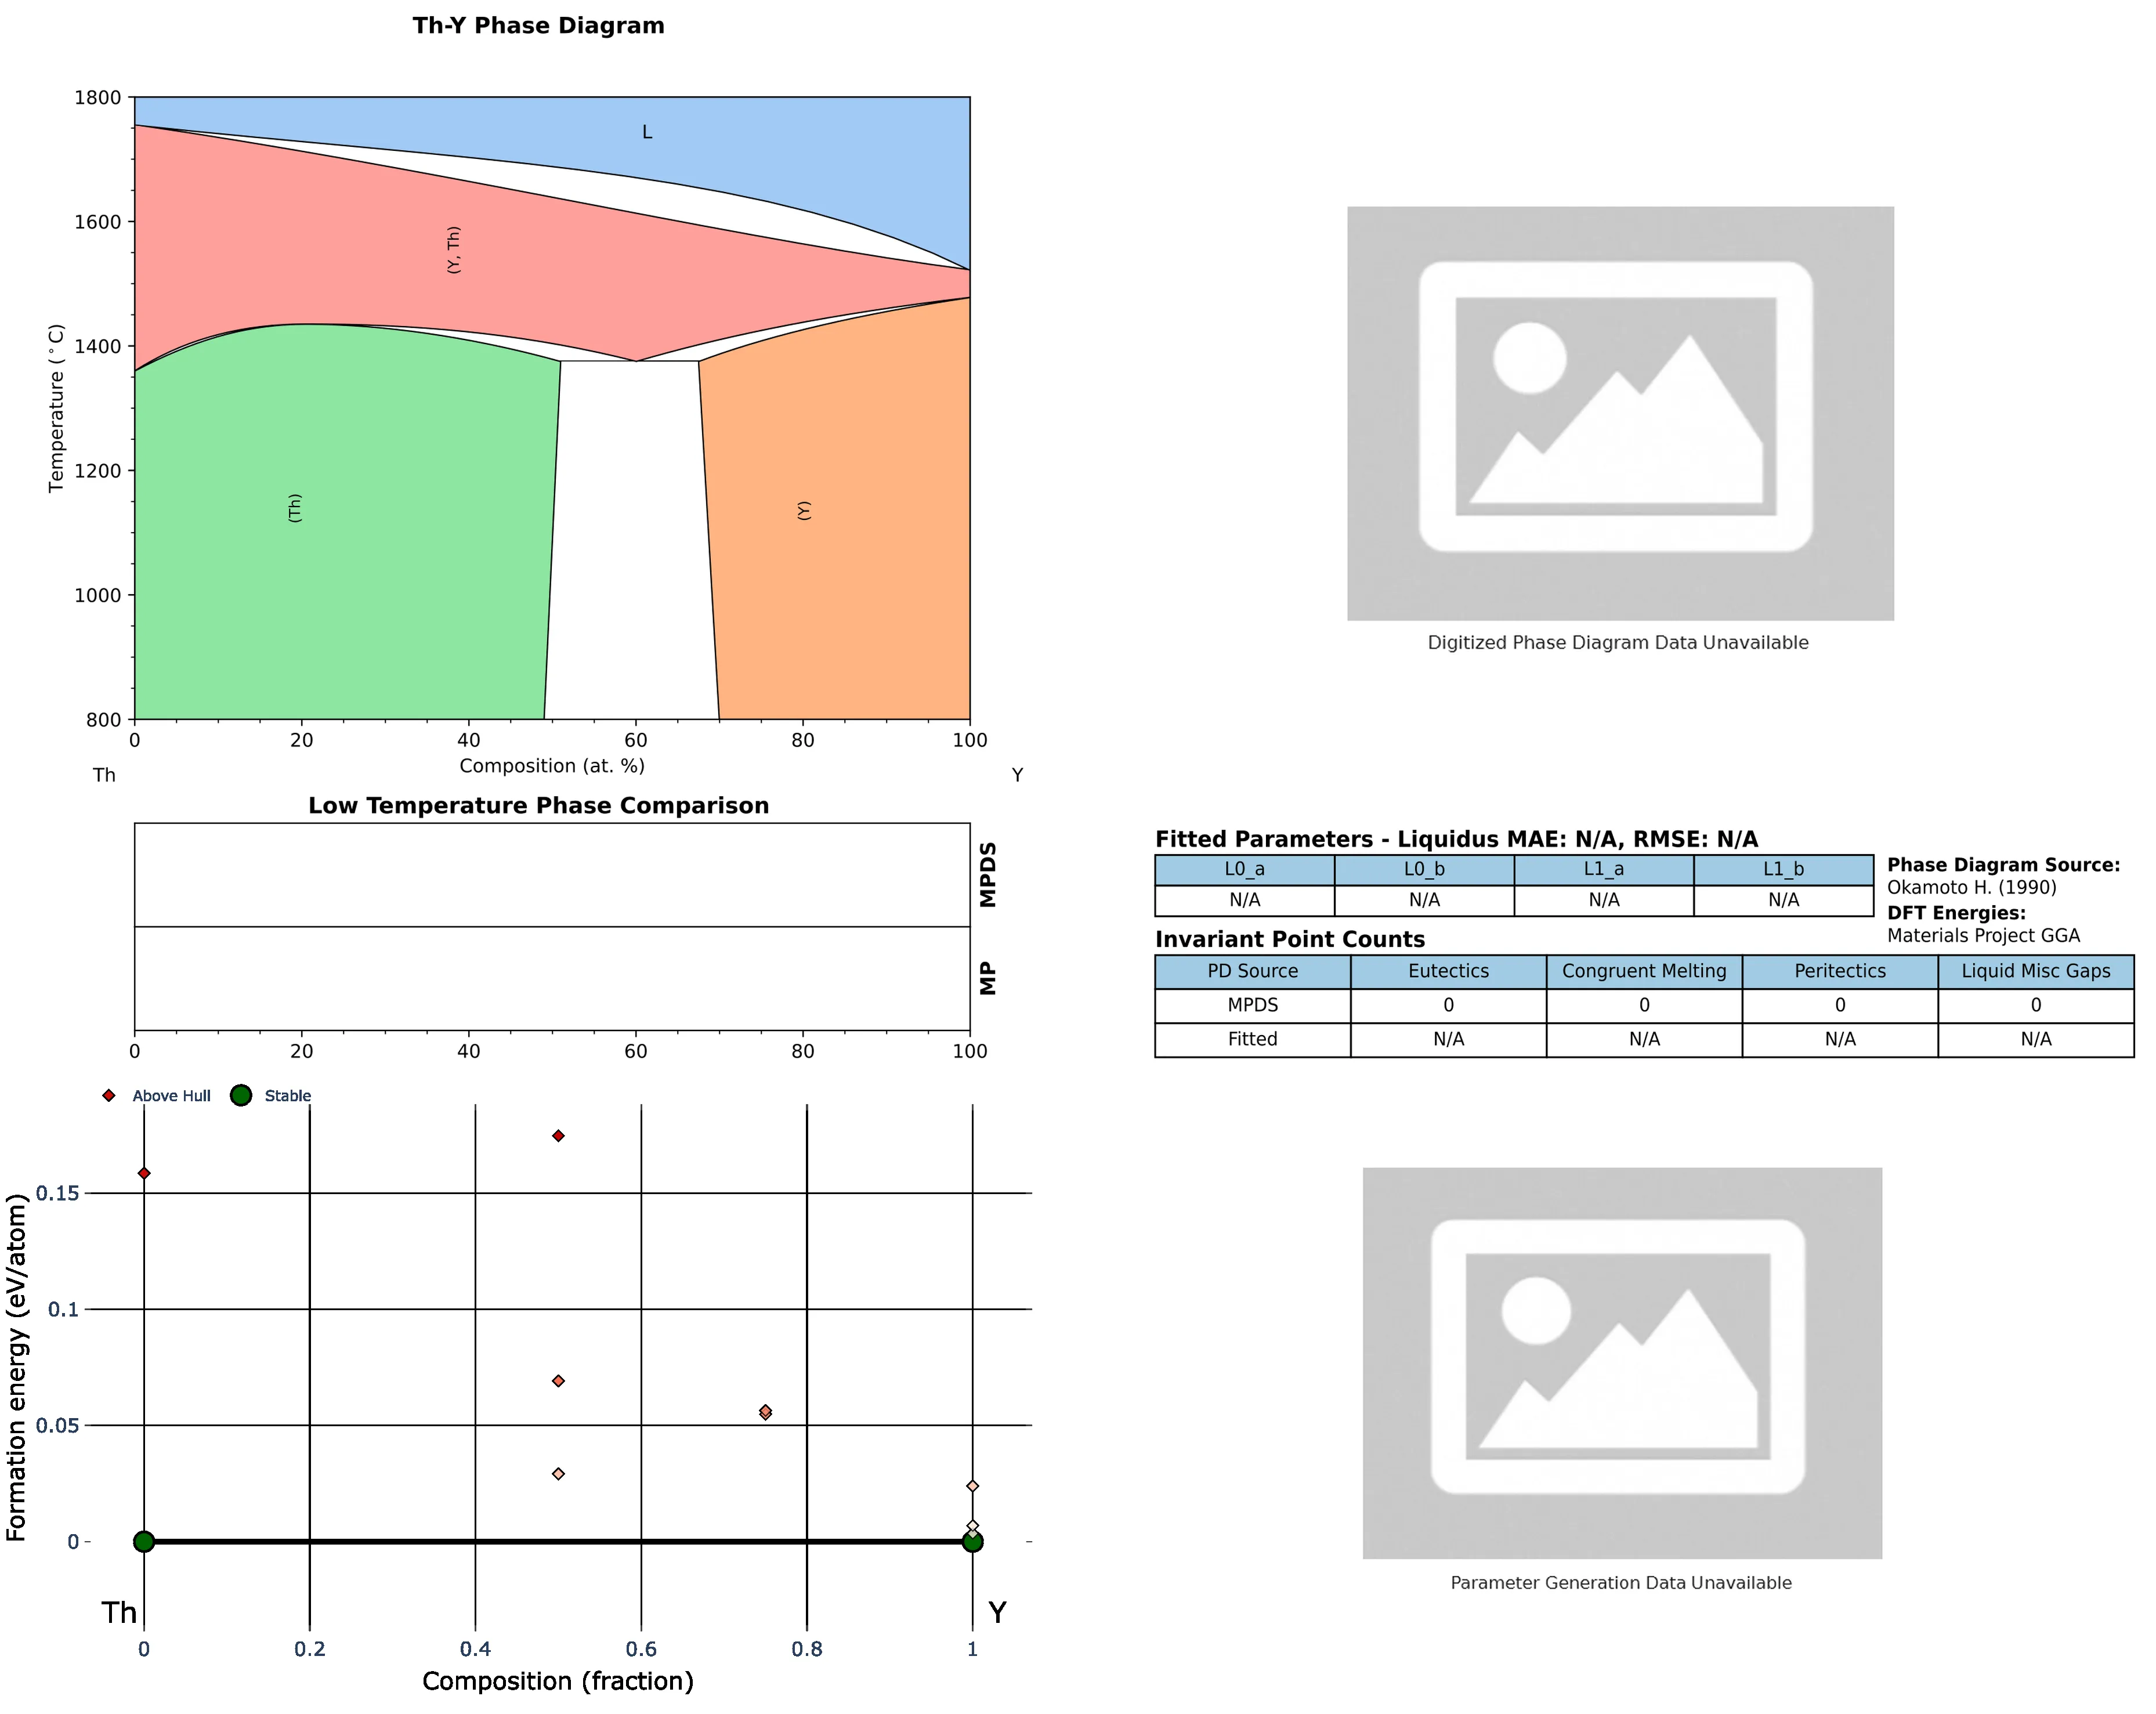 Th-Y Phase Diagram
1800
1600
1400
1200
1000
800
Temperature (°C)
L
(Y, Th)
(Th)
(Y)
0 20 40 60 80 100
Composition (at. %)
Th Y
Digitized Phase Diagram Data Unavailable
Low Temperature Phase Comparison
MPDS
MP
0 20 40 60 80 100
Fitted Parameters - Liquidus MAE: N/A, RMSE: N/A
L0_a L0_b L1_a L1_b
N/A N/A N/A N/A
Phase Diagram Source:
Okamoto H. (1990)
DFT Energies:
Materials Project GGA
Invariant Point Counts
PD Source Eutectics Congruent Melting Peritectics Liquid Misc Gaps
MPDS 0 0 0 0
Fitted N/A N/A N/A N/A
Above Hull Stable
0.15
0.1
0.05
0
Formation energy (eV/atom)
Th Y
0 0.2 0.4 0.6 0.8 1
Composition (fraction)
Parameter Generation Data Unavailable